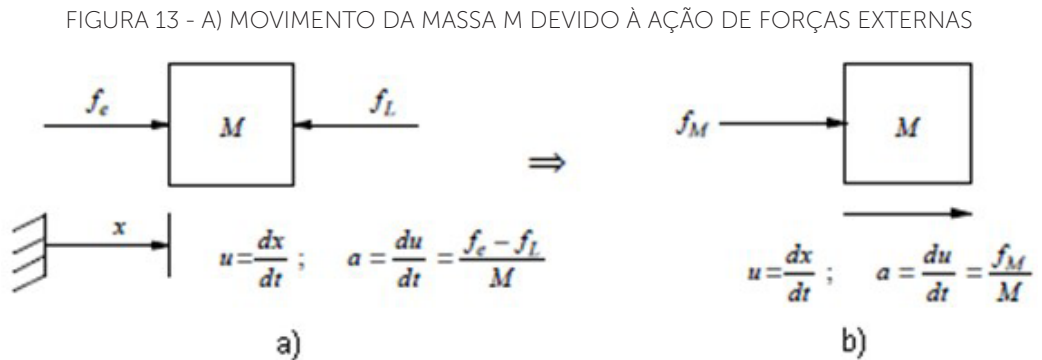 FIGURA 13 - A) MOVIMENTO DA MASSA M DEVIDO À AÇÃO DE FORÇAS EXTERNAS
f_e M f_L ⇒ f_M M
x
u = dx/dt ; a = du/dt = (f_e − f_L)/M
u = dx/dt ; a = du/dt = f_M/M
a) b)